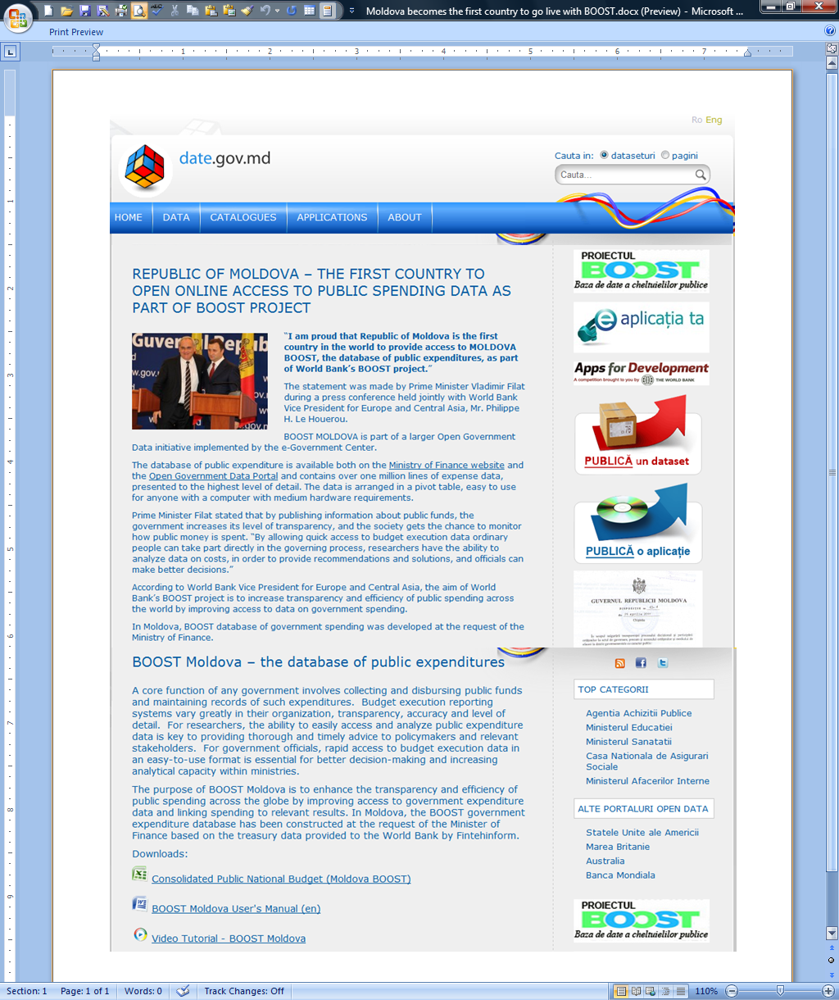 Moldova becomes the first country to go live with BOOST.docx (Preview) - Microsoft ...
Print Preview
1 2 3 4 5 6 7
Ro Eng
date.gov.md
Cauta in: dataseturi pagini
Cauta...
HOME DATA CATALOGUES APPLICATIONS ABOUT
REPUBLIC OF MOLDOVA – THE FIRST COUNTRY TO
OPEN ONLINE ACCESS TO PUBLIC SPENDING DATA AS
PART OF BOOST PROJECT
"I am proud that Republic of Moldova is the first
country in the world to provide access to MOLDOVA
BOOST, the database of public expenditures, as part
of World Bank's BOOST project."
The statement was made by Prime Minister Vladimir Filat
during a press conference held jointly with World Bank
Vice President for Europe and Central Asia, Mr. Philippe
H. Le Houerou.
BOOST MOLDOVA is part of a larger Open Government
Data initiative implemented by the e-Government Center.
The database of public expenditure is available both on the Ministry of Finance website and
the Open Government Data Portal and contains over one million lines of expense data,
presented to the highest level of detail. The data is arranged in a pivot table, easy to use
for anyone with a computer with medium hardware requirements.
Prime Minister Filat stated that by publishing information about public funds, the
government increases its level of transparency, and the society gets the chance to monitor
how public money is spent. "By allowing quick access to budget execution data ordinary
people can take part directly in the governing process, researchers have the ability to
analyze data on costs, in order to provide recommendations and solutions, and officials can
make better decisions."
According to World Bank Vice President for Europe and Central Asia, the aim of World
Bank's BOOST project is to increase transparency and efficiency of public spending across
the world by improving access to data on government spending.
In Moldova, BOOST database of government spending was developed at the request of the
Ministry of Finance.
BOOST Moldova – the database of public expenditures
A core function of any government involves collecting and disbursing public funds
and maintaining records of such expenditures.  Budget execution reporting
systems vary greatly in their organization, transparency, accuracy and level of
detail.  For researchers, the ability to easily access and analyze public expenditure
data is key to providing thorough and timely advice to policymakers and relevant
stakeholders.  For government officials, rapid access to budget execution data in
an easy-to-use format is essential for better decision-making and increasing
analytical capacity within ministries.
The purpose of BOOST Moldova is to enhance the transparency and efficiency of
public spending across the globe by improving access to government expenditure
data and linking spending to relevant results. In Moldova, the BOOST government
expenditure database has been constructed at the request of the Minister of
Finance based on the treasury data provided to the World Bank by Fintehinform.
Downloads:
Consolidated Public National Budget (Moldova BOOST)
BOOST Moldova User's Manual (en)
Video Tutorial - BOOST Moldova
PROIECTUL
BOOST
Baza de date a cheltuielilor publice
e aplicația ta
Apps for Development
A competition brought to you by THE WORLD BANK
PUBLICĂ un dataset
PUBLICĂ o aplicație
GUVERNUL REPUBLICII MOLDOVA
TOP CATEGORII
Agentia Achizitii Publice
Ministerul Educatiei
Ministerul Sanatatii
Casa Nationala de Asigurari
Sociale
Ministerul Afacerilor Interne
ALTE PORTALURI OPEN DATA
Statele Unite ale Americii
Marea Britanie
Australia
Banca Mondiala
PROIECTUL
BOOST
Baza de date a cheltuielilor publice
Section: 1 Page: 1 of 1 Words: 0 Track Changes: Off 110%